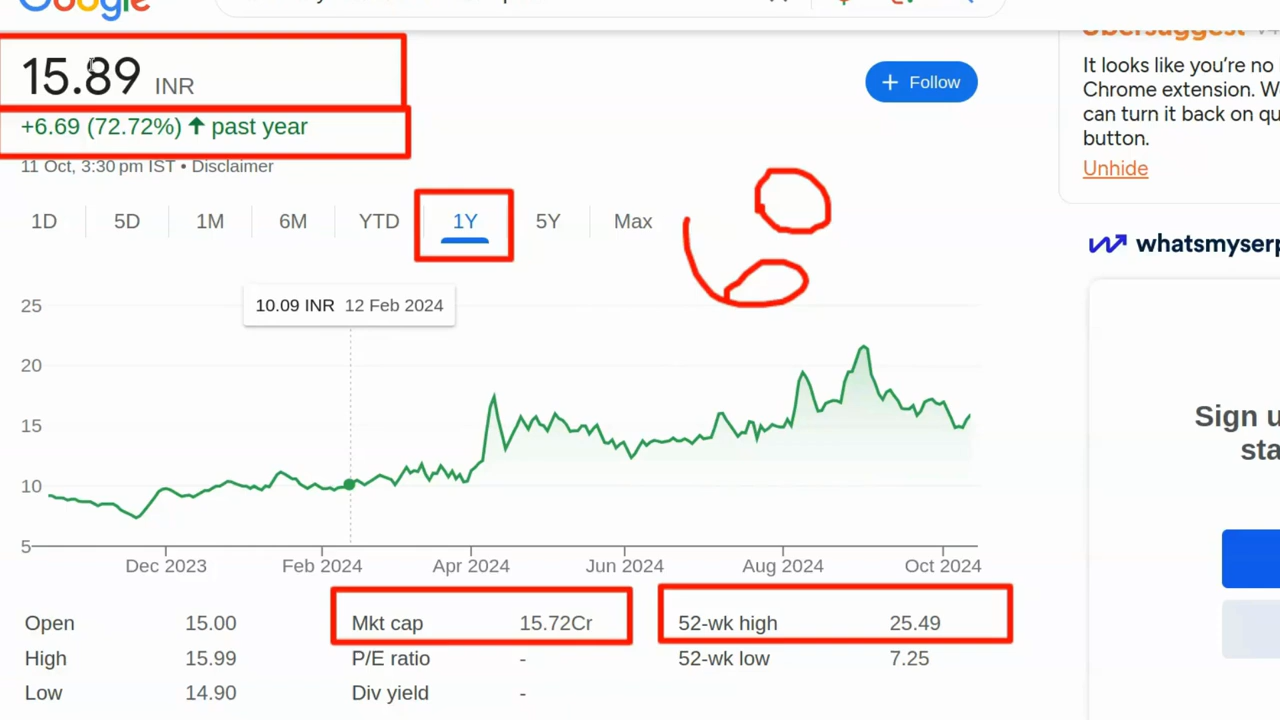 Google
15.89 INR
+ Follow
+6.69 (72.72%) ↑ past year
11 Oct, 3:30 pm IST • Disclaimer
1D 5D 1M 6M YTD 1Y 5Y Max
10.09 INR 12 Feb 2024
25
20
15
10
5
Dec 2023 Feb 2024 Apr 2024 Jun 2024 Aug 2024 Oct 2024
Open 15.00 Mkt cap 15.72Cr 52-wk high 25.49
High 15.99 P/E ratio - 52-wk low 7.25
Low 14.90 Div yield -
Ubersuggest
It looks like you're no
Chrome extension. W
can turn it back on qu
button.
Unhide
whatsmyserp
Sign u
sta